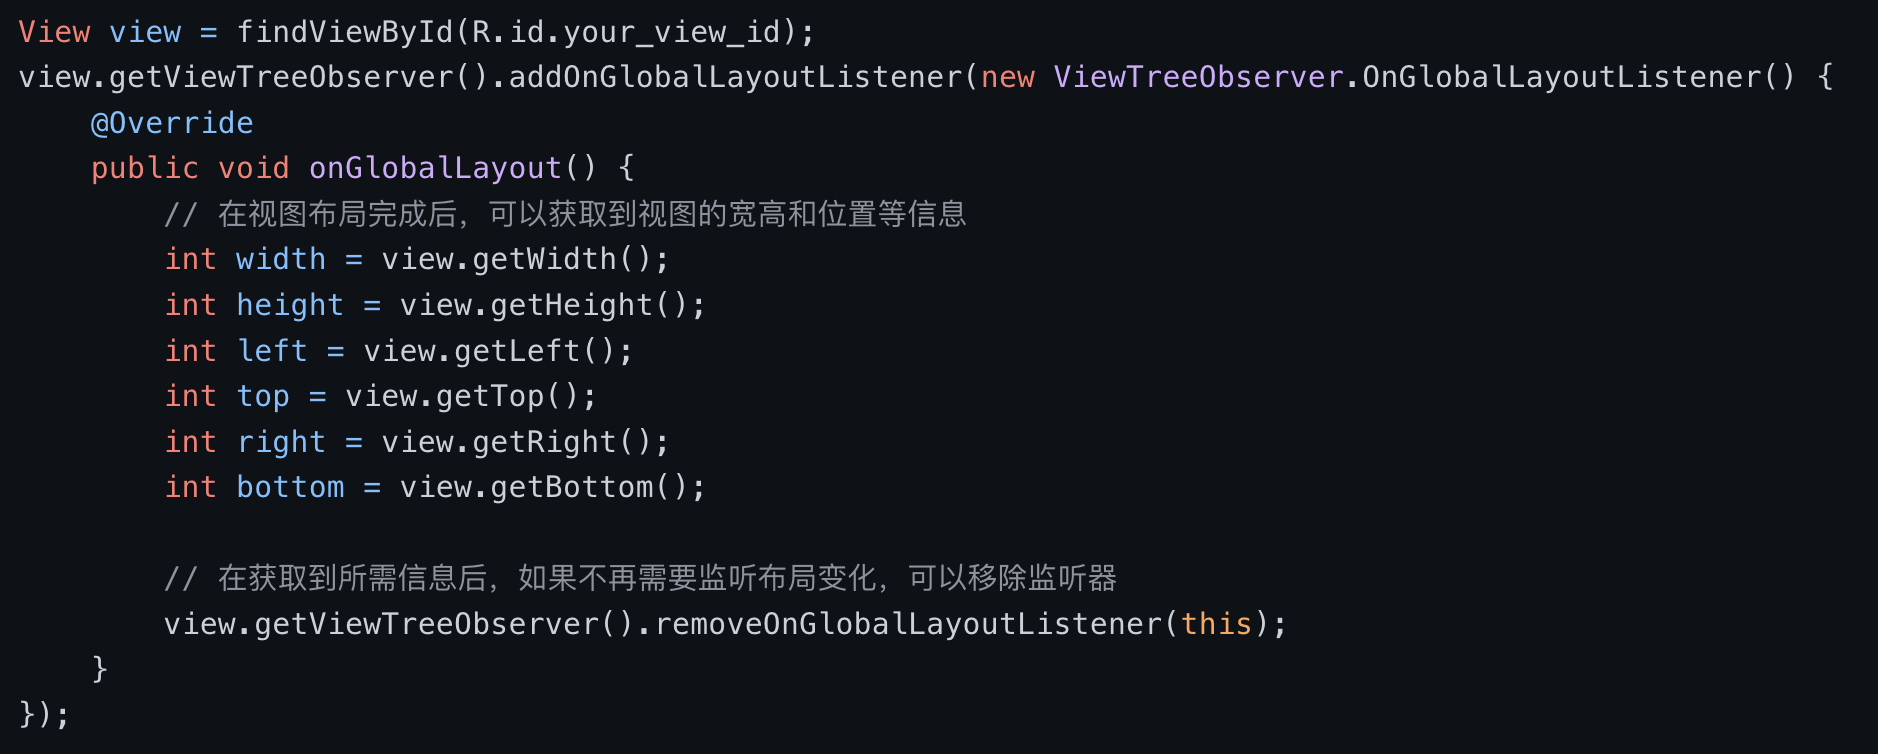 View view = findViewById(R.id.your_view_id);
view.getViewTreeObserver().addOnGlobalLayoutListener(new ViewTreeObserver.OnGlobalLayoutListener() {
    @Override
    public void onGlobalLayout() {
        // 在视图布局完成后，可以获取到视图的宽高和位置等信息
        int width = view.getWidth();
        int height = view.getHeight();
        int left = view.getLeft();
        int top = view.getTop();
        int right = view.getRight();
        int bottom = view.getBottom();

        // 在获取到所需信息后，如果不再需要监听布局变化，可以移除监听器
        view.getViewTreeObserver().removeOnGlobalLayoutListener(this);
    }
});